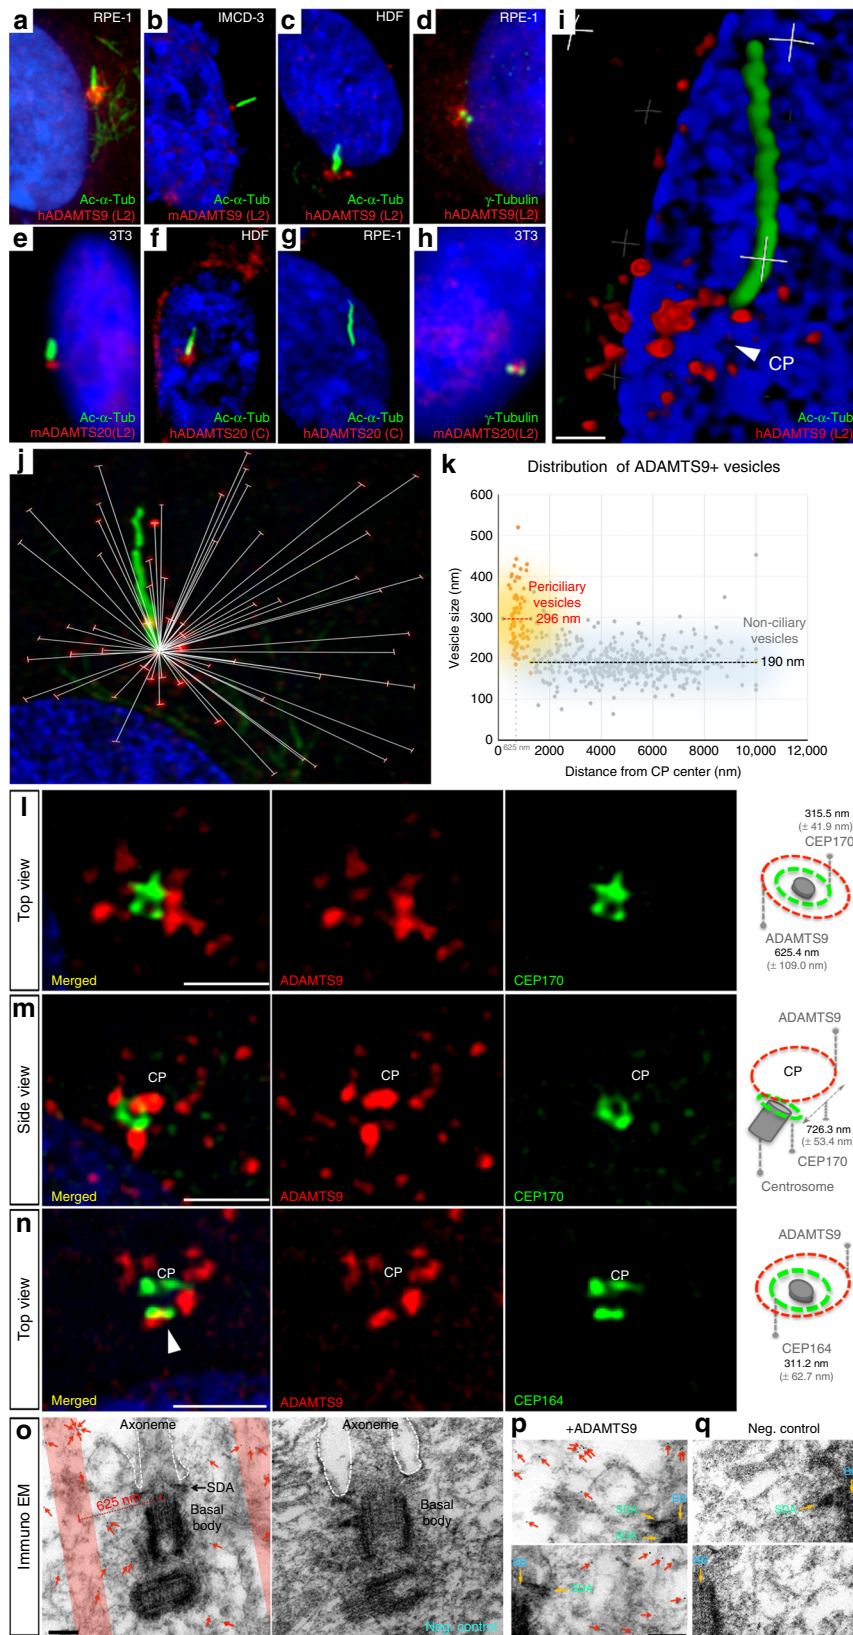 a
RPE-1
Ac-α-Tub
hADAMTS9 (L2)
b
IMCD-3
Ac-α-Tub
mADAMTS9 (L2)
c
HDF
Ac-α-Tub
hADAMTS9 (L2)
d
RPE-1
γ-Tubulin
hADAMTS9(L2)
e
3T3
Ac-α-Tub
mADAMTS20(L2)
f
HDF
Ac-α-Tub
hADAMTS20 (C)
g
RPE-1
Ac-α-Tub
hADAMTS20 (C)
h
3T3
γ-Tubulin
mADAMTS20(L2)
i
CP
Ac-α-Tub
hADAMTS9 (L2)
j
k
Distribution of ADAMTS9+ vesicles
Vesicle size (nm)
600
500
400
300
200
100
0
Periciliary
vesicles
296 nm
Non-ciliary
vesicles
190 nm
625 nm
0
2000
4000
6000
8000
10,000
12,000
Distance from CP center (nm)
l
Top view
Merged
ADAMTS9
CEP170
315.5 nm
(± 41.9 nm)
CEP170
ADAMTS9
625.4 nm
(± 109.0 nm)
m
Side view
CP
Merged
CP
ADAMTS9
CP
CEP170
ADAMTS9
CP
726.3 nm
(± 53.4 nm)
CEP170
Centrosome
n
Top view
CP
Merged
CP
ADAMTS9
CP
CEP164
ADAMTS9
CEP164
311.2 nm
(± 62.7 nm)
o
Immuno EM
Axoneme
SDA
625 nm
Basal
body
Axoneme
Basal
body
Neg. control
p
+ADAMTS9
BB
SDA
SDA
BB
SDA
q
Neg. control
BB
SDA
BB